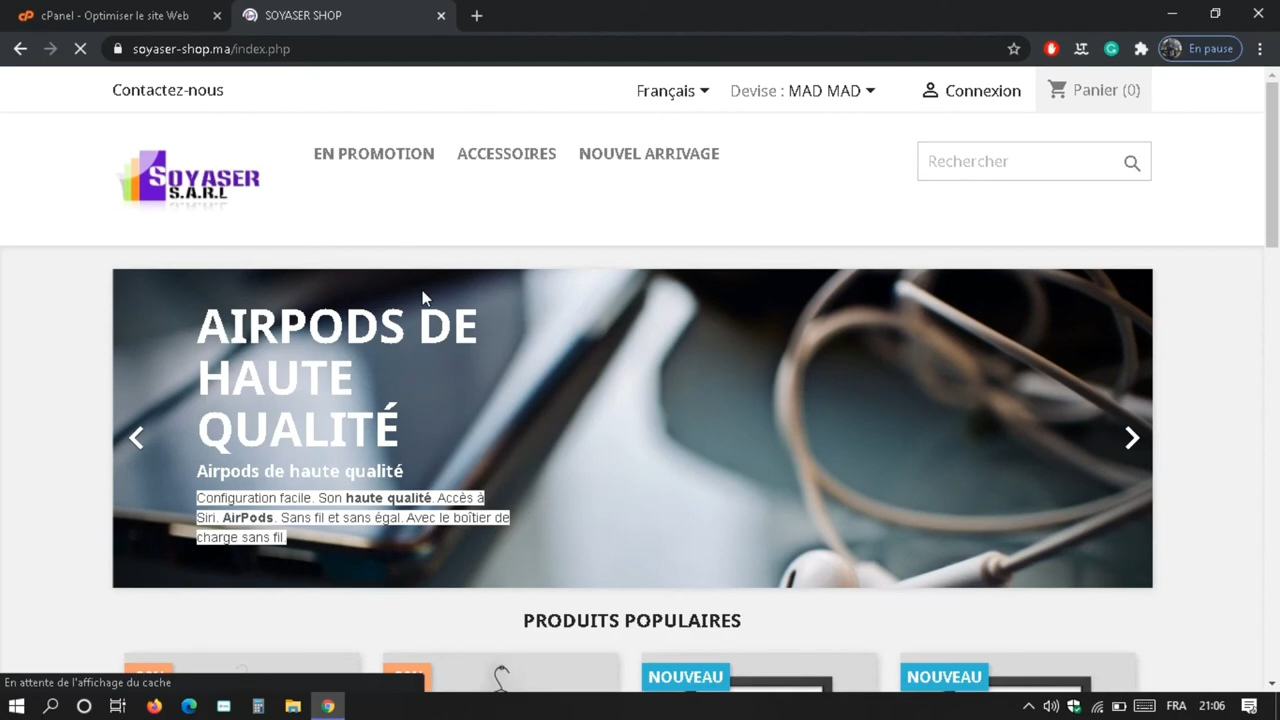 cPanel - Optimiser le site Web
SOYASER SHOP
soyaser-shop.ma/index.php
En pause
Contactez-nous
Français
Devise : MAD MAD
Connexion
Panier (0)
SOYASER
S.A.R.L
EN PROMOTION
ACCESSOIRES
NOUVEL ARRIVAGE
Rechercher
AIRPODS DE
HAUTE
QUALITÉ
Airpods de haute qualité
Configuration facile. Son haute qualité. Accès à
Siri. AirPods. Sans fil et sans égal. Avec le boîtier de
charge sans fil.
PRODUITS POPULAIRES
NOUVEAU
NOUVEAU
En attente de l'affichage du cache
FRA
21:06